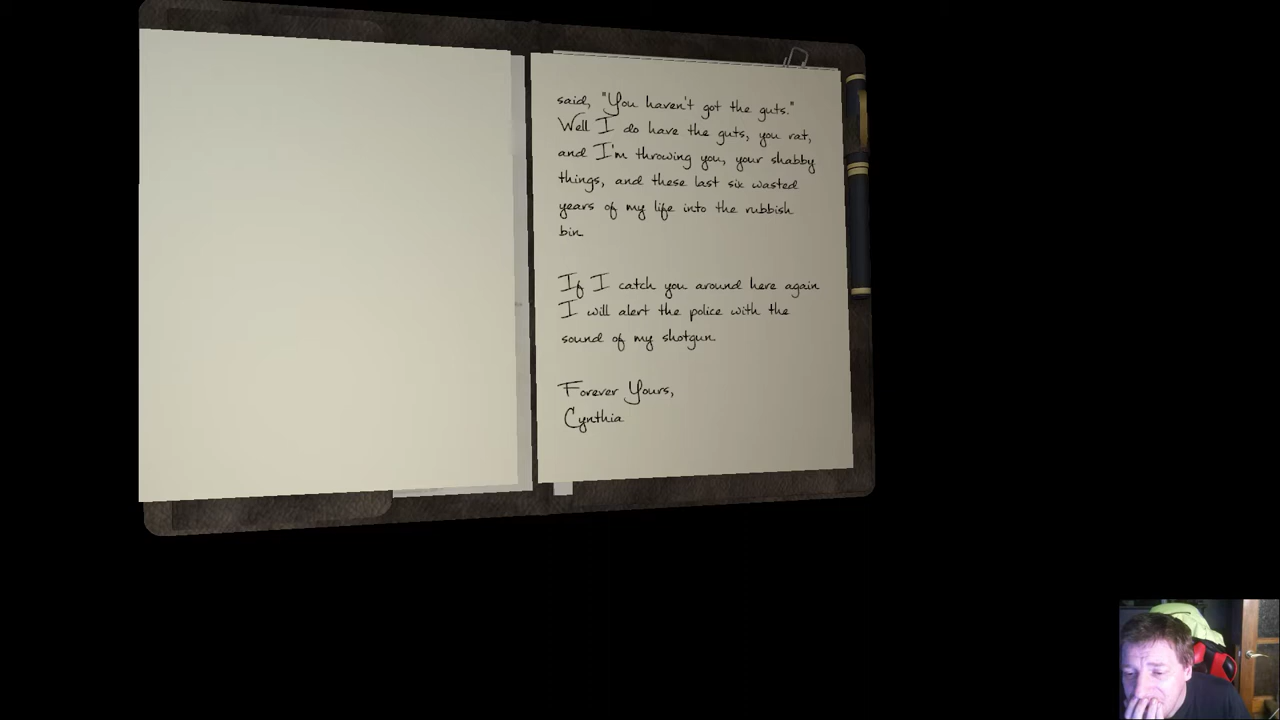 said, "You haven't got the guts."
Well I do have the guts, you rat,
and I'm throwing you, your shabby
things, and these last six wasted
years of my life into the rubbish
bin.
If I catch you around here again
I will alert the police with the
sound of my shotgun.
Forever Yours,
Cynthia